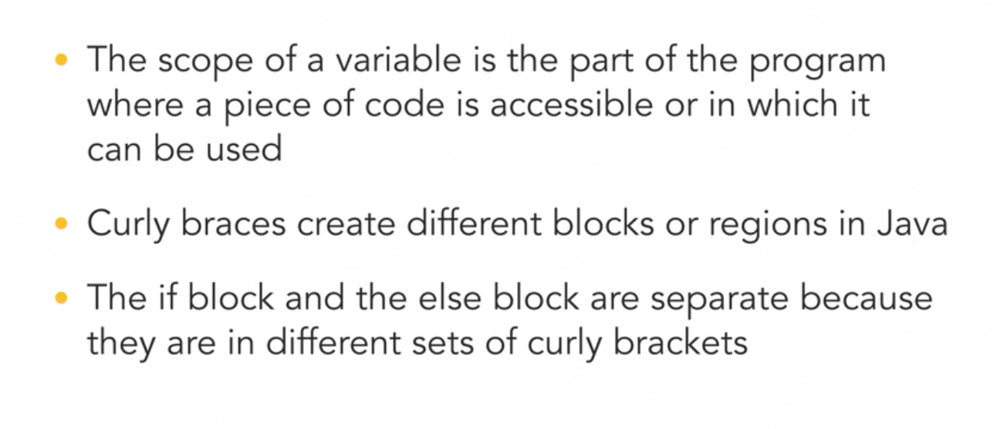 • The scope of a variable is the part of the program
where a piece of code is accessible or in which it
can be used
• Curly braces create different blocks or regions in Java
• The if block and the else block are separate because
they are in different sets of curly brackets